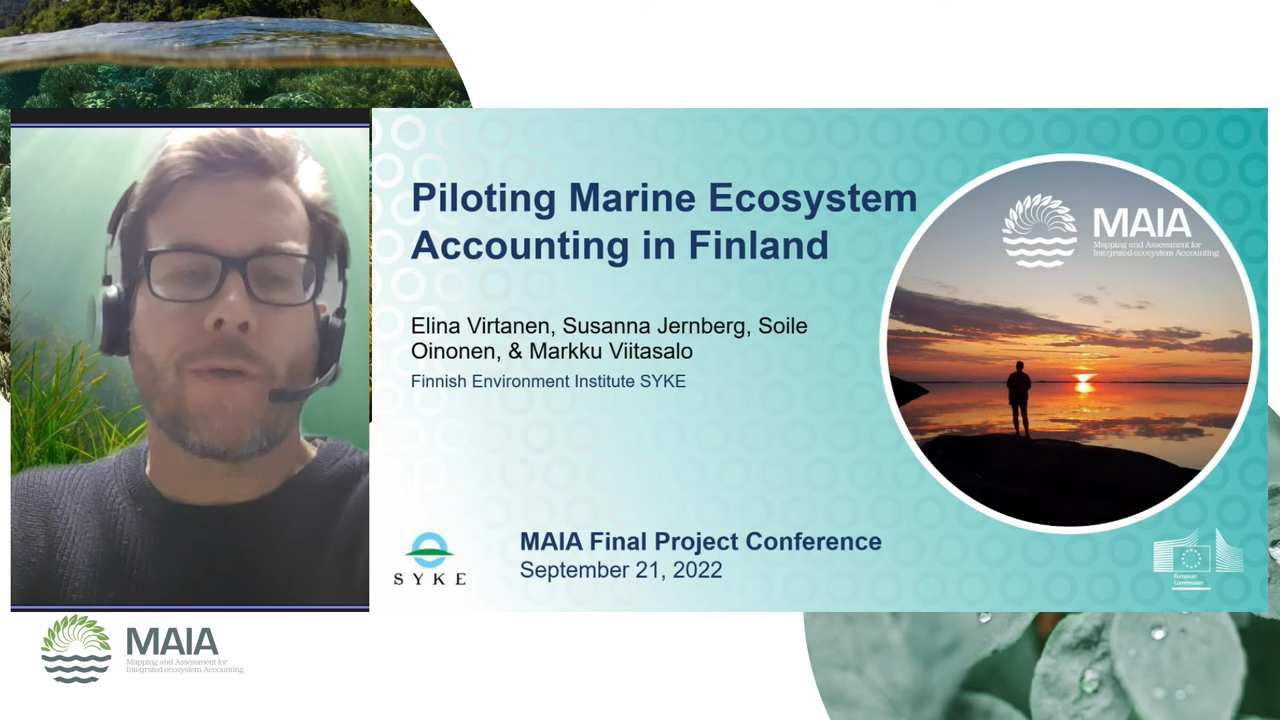 Piloting Marine Ecosystem
Accounting in Finland
MAIA
Mapping and Assessment for
Integrated ecosystem Accounting
Elina Virtanen, Susanna Jernberg, Soile
Oinonen, & Markku Viitasalo
Finnish Environment Institute SYKE
SYKE
MAIA Final Project Conference
September 21, 2022
European
Commission
MAIA
Mapping and Assessment for
Integrated ecosystem Accounting